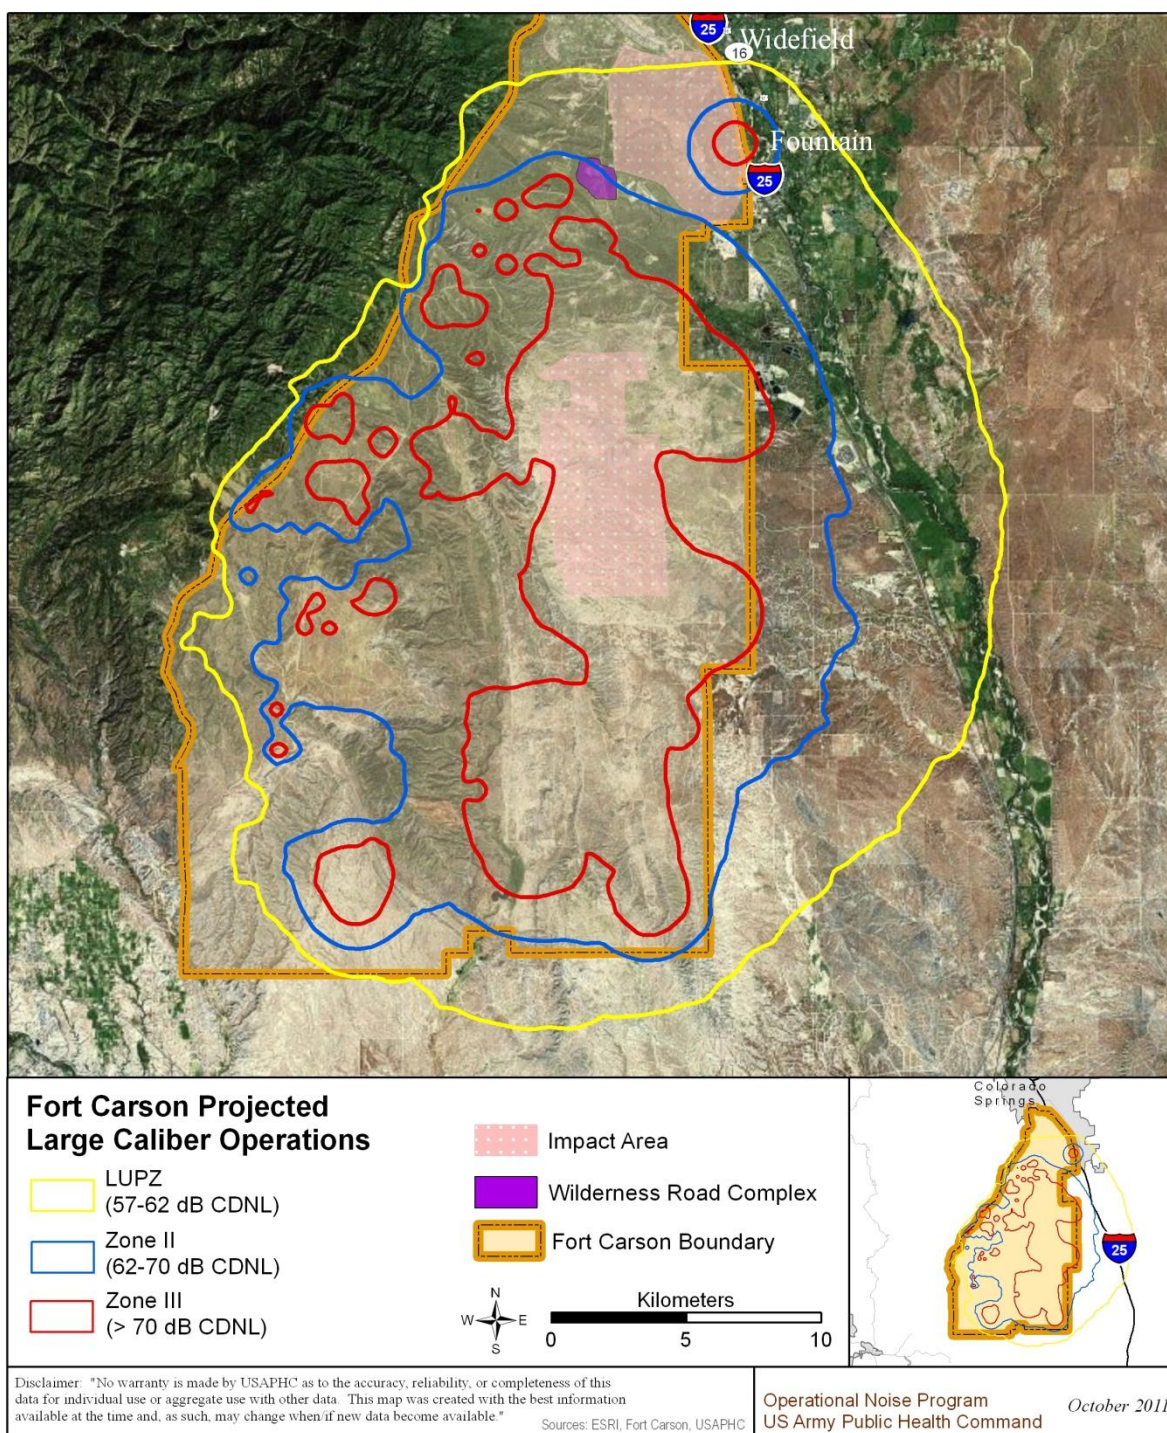 25
Widefield
16
Fountain
25
Fort Carson Projected
Large Caliber Operations
LUPZ
(57-62 dB CDNL)
Zone II
(62-70 dB CDNL)
Zone III
(> 70 dB CDNL)
Impact Area
Wilderness Road Complex
Fort Carson Boundary
N
W E
S
Kilometers
0 5 10
Colorado
Springs
25
Disclaimer: "No warranty is made by USAPHC as to the accuracy, reliability, or completeness of this
data for individual use or aggregate use with other data. This map was created with the best information
available at the time and, as such, may change when/if new data become available."
Sources: ESRI, Fort Carson, USAPHC
Operational Noise Program
US Army Public Health Command
October 2011